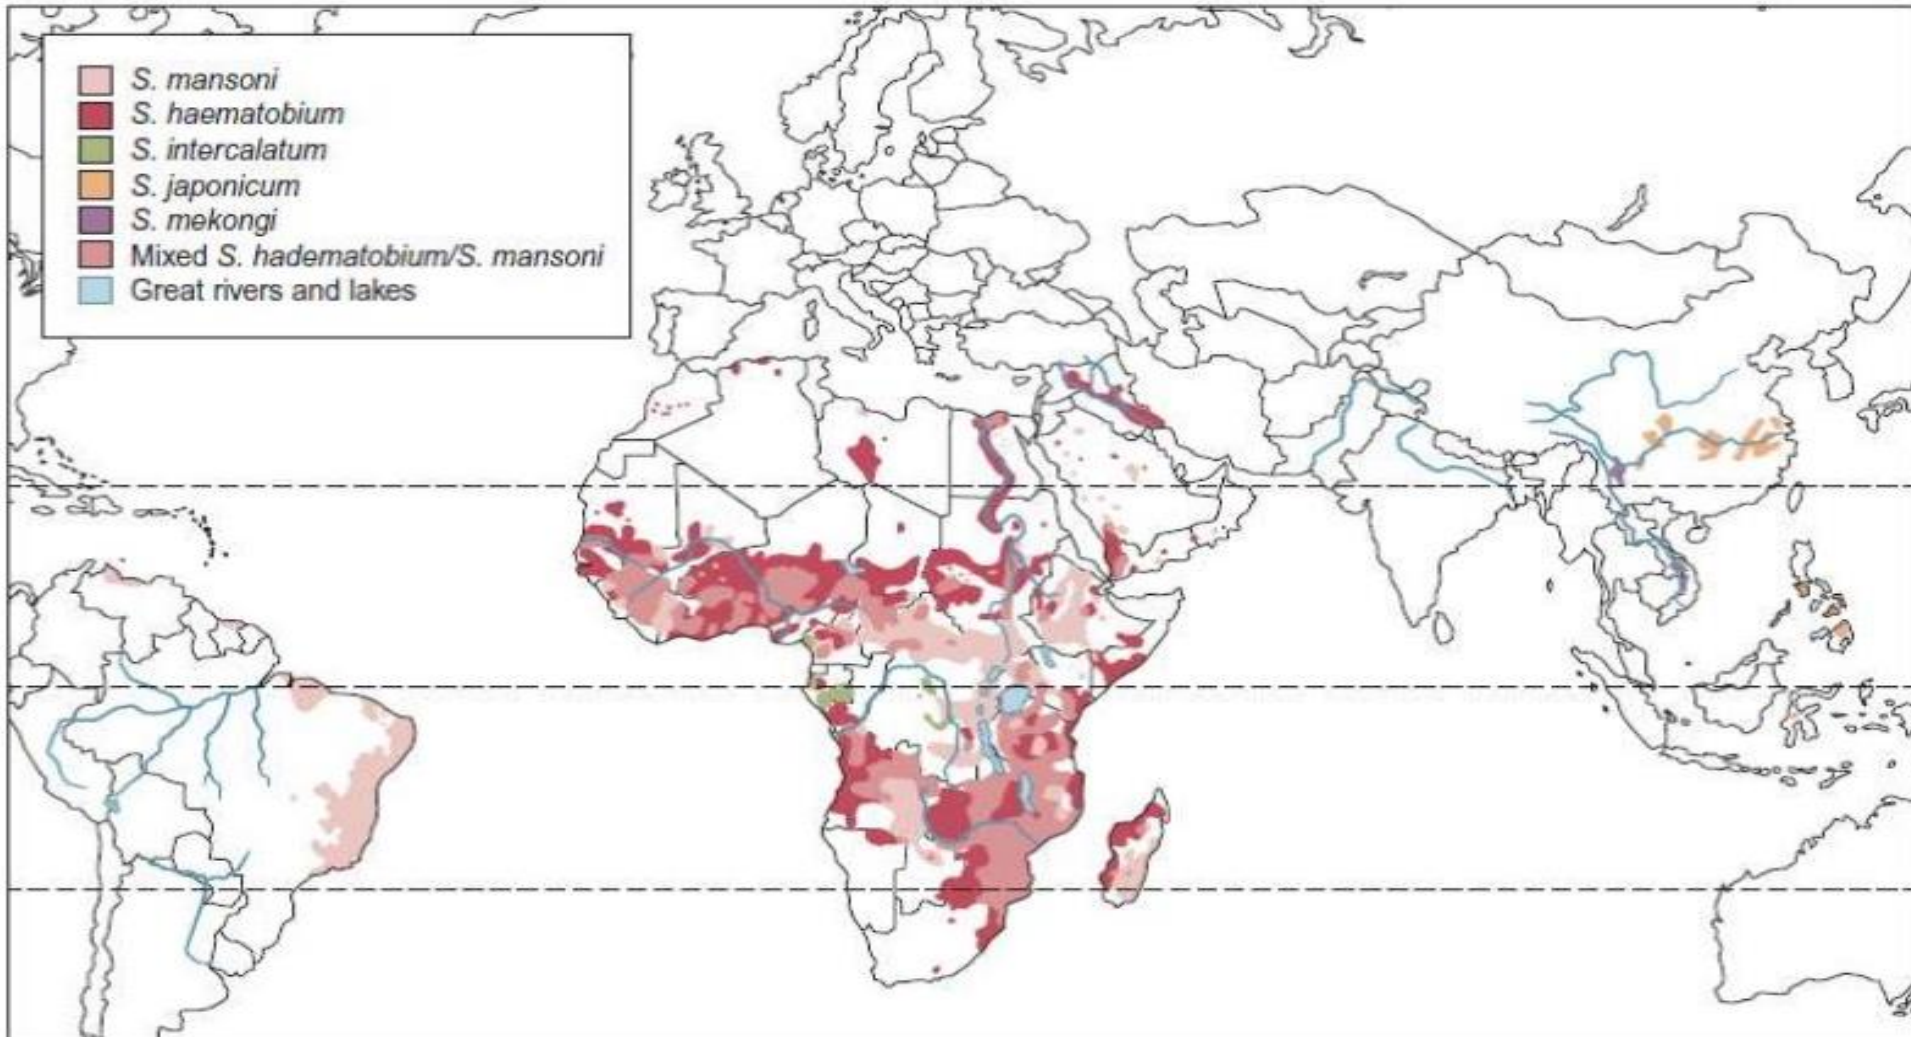 S. mansoni
S. haematobium
S. intercalatum
S. japonicum
S. mekongi
Mixed S. hadematobium/S. mansoni
Great rivers and lakes